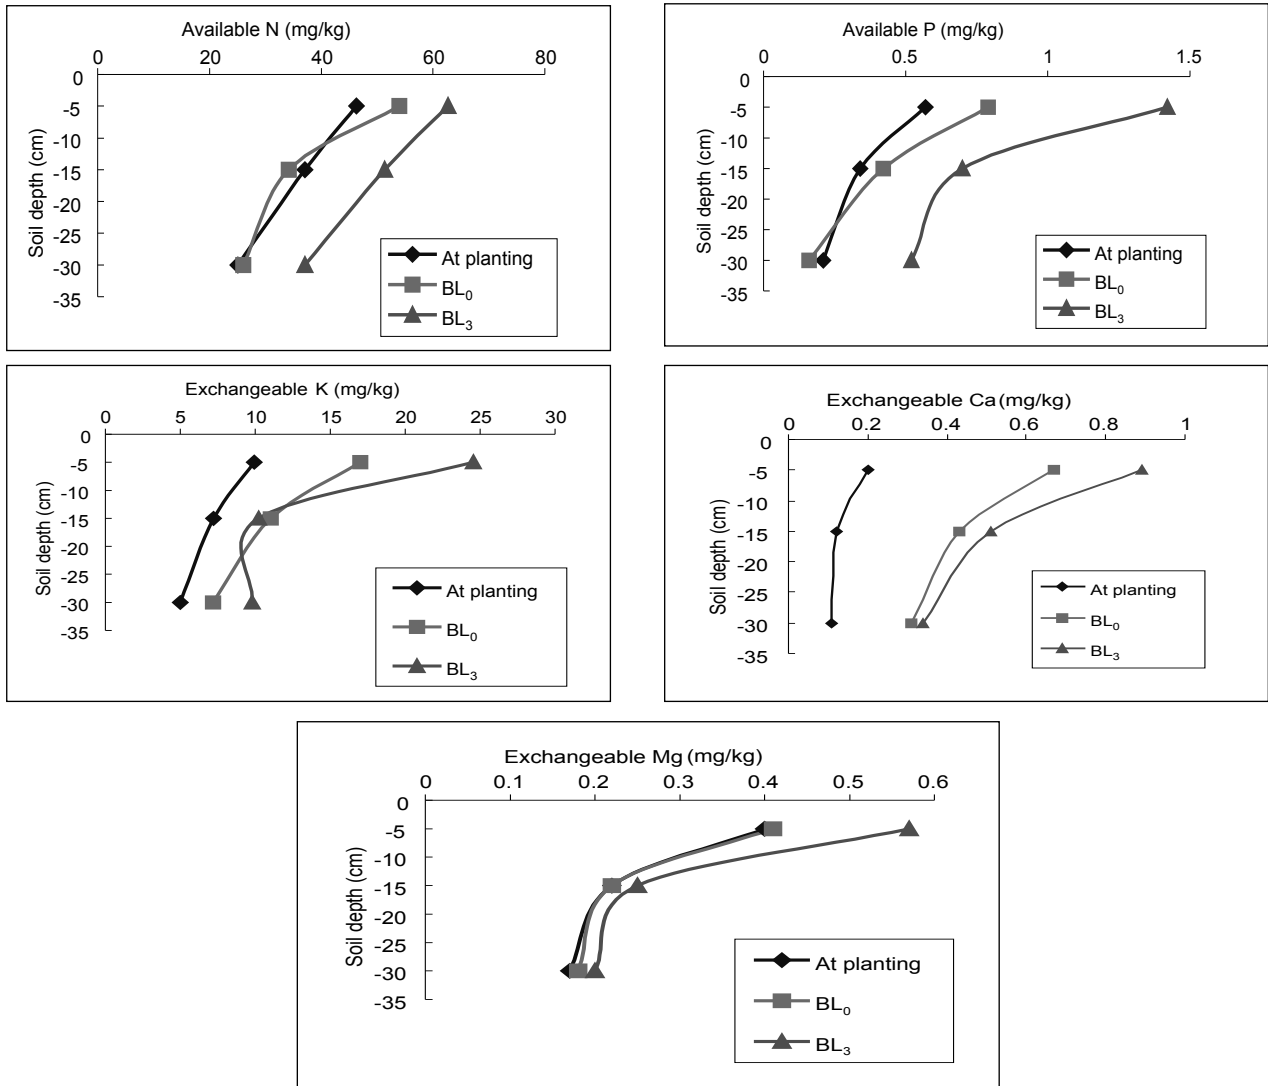 Available N (mg/kg)
0 20 40 60 80
0
-5
-10
-15
-20
-25
-30
-35
Soil depth (cm)
At planting
BL₀
BL₃
Available P (mg/kg)
0 0.5 1 1.5
0
-5
-10
-15
-20
-25
-30
-35
Soil depth (cm)
At planting
BL₀
BL₃
Exchangeable K (mg/kg)
0 5 10 15 20 25 30
0
-5
-10
-15
-20
-25
-30
-35
Soil depth (cm)
At planting
BL₀
BL₃
Exchangeable Ca (mg/kg)
0 0.2 0.4 0.6 0.8 1
0
-5
-10
-15
-20
-25
-30
-35
Soil depth (cm)
At planting
BL₀
BL₃
Exchangeable Mg (mg/kg)
0 0.1 0.2 0.3 0.4 0.5 0.6
0
-5
-10
-15
-20
-25
-30
-35
Soil depth (cm)
At planting
BL₀
BL₃